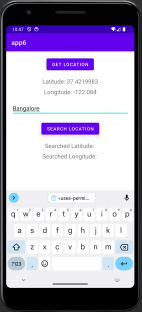 10:47
app6
GET LOCATION
Latitude: 37.4219983
Longitude: -122.084
Bangalore
SEARCH LOCATION
Searched Latitude:
Searched Longitude:
<uses-permi...
q w e r t y u i o p
a s d f g h j k l
z x c v b n m
?123 , .